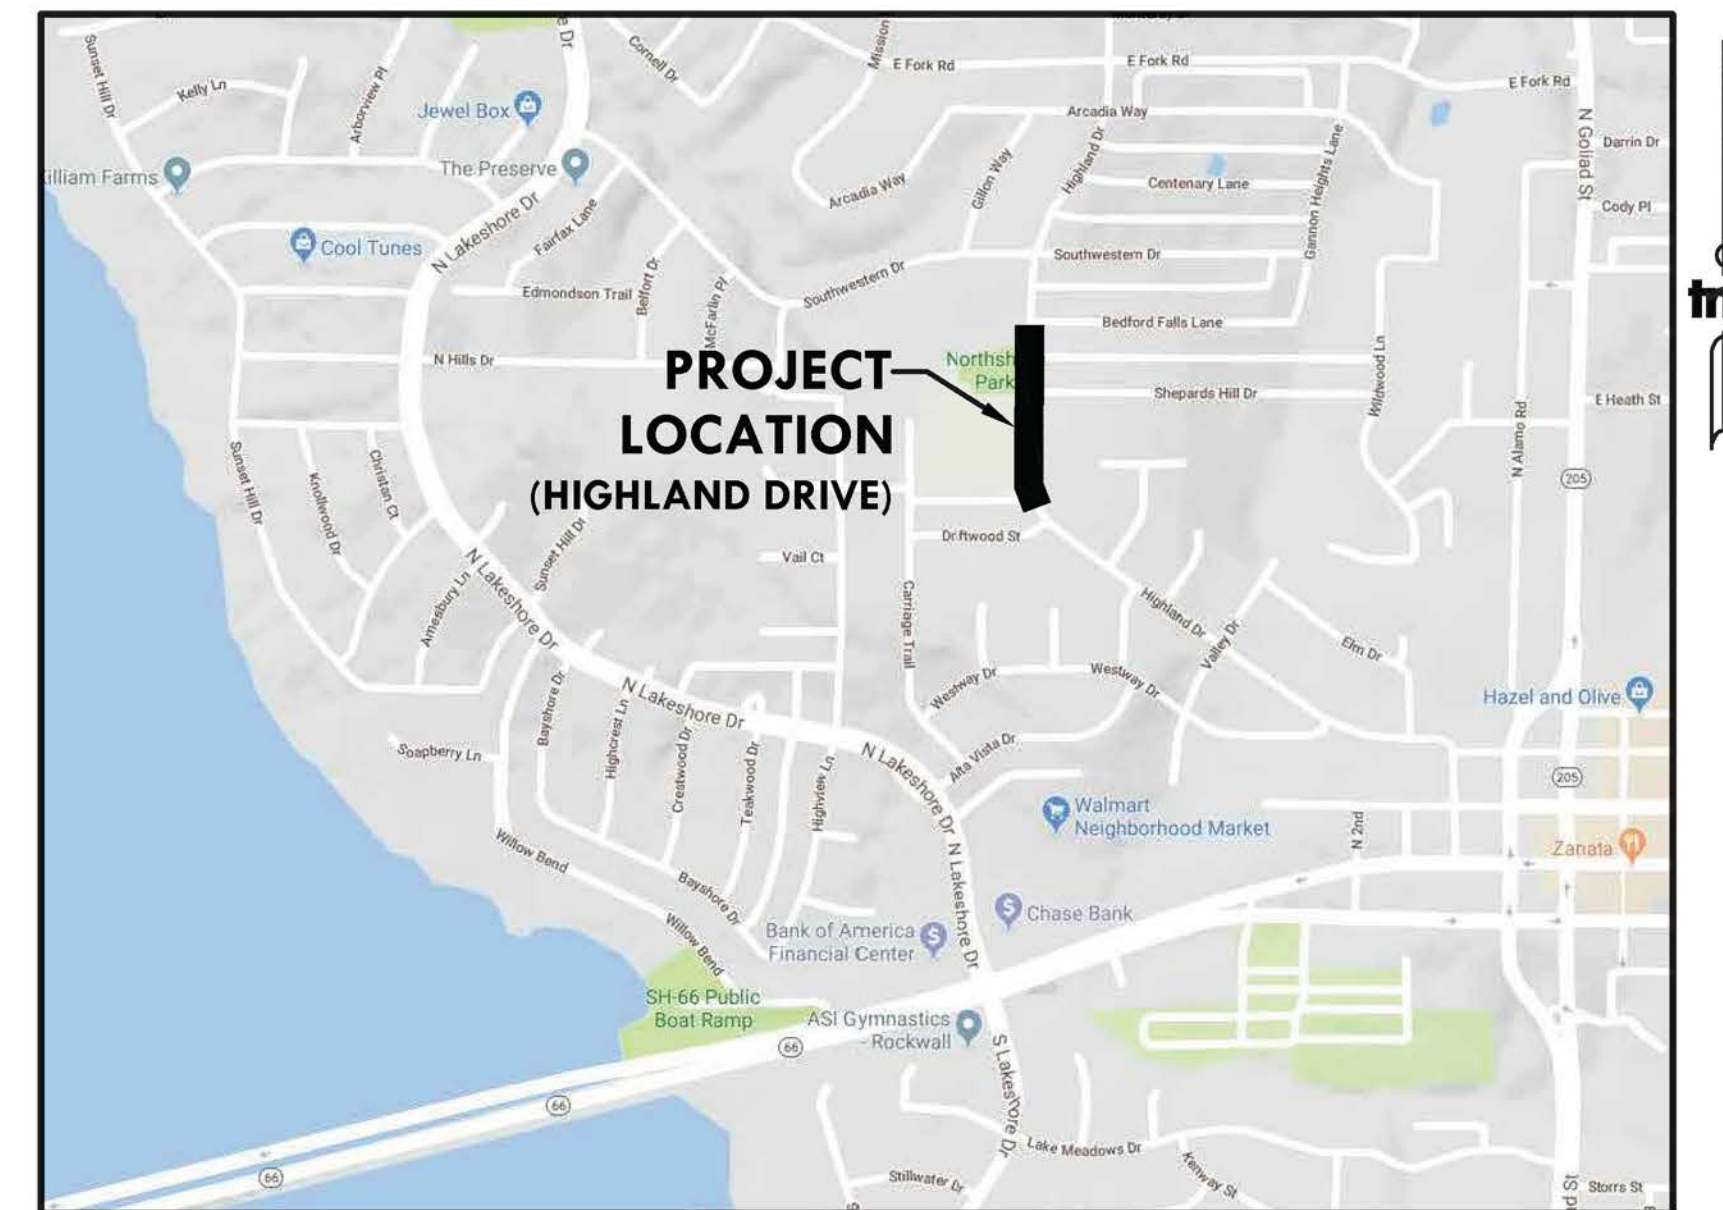 Sunset Hill Dr
Kelly Ln
Arborview Pl
Jewel Box
Cornell Dr
Mission
E Fork Rd
E Fork Rd
E Fork Rd
Arcadia Way
N Goliad St
Darrin Dr
The Preserve
Arcadia Way
Gillon Way
Highland Dr
Centenary Lane
Gannon Heights Lane
Cody Pl
N Lakeshore Dr
Fairfax Lane
Cool Tunes
Edmondson Trail
Belfort Dr
McFarlin Pl
Southwestern Dr
Southwestern Dr
Bedford Falls Lane
N Hills Dr
PROJECT
LOCATION
(HIGHLAND DRIVE)
Park
Shepards Hill Dr
Wildwood Ln
N Alamo Rd
E Heath St
205
Sunset Hill Dr
Knollwood Dr
Christan Ct
Sunset Hill Dr
Driftwood St
Vail Ct
N Lakeshore Dr
Amesbury Ln
Carriage Trail
Highland Dr
Valley Dr
Elm Dr
Westway Dr
Westway Dr
Hazel and Olive
Bayshore Dr
Highcrest Ln
N Lakeshore Dr
Crestwood Dr
Teakwood Dr
Highview Ln
Soapberry Ln
N Lakeshore Dr
Alta Vista Dr
205
Walmart
Neighborhood Market
N 2nd
Zanata
Willow Bend
Bayshore Dr
Willow Bend
N Lakeshore Dr
Chase Bank
Bank of America
Financial Center
SH-66 Public
Boat Ramp
ASI Gymnastics
- Rockwall
66
S Lakeshore Dr
66
66
Lake Meadows Dr
Kenway St
Stillwater Dr
Storrs St